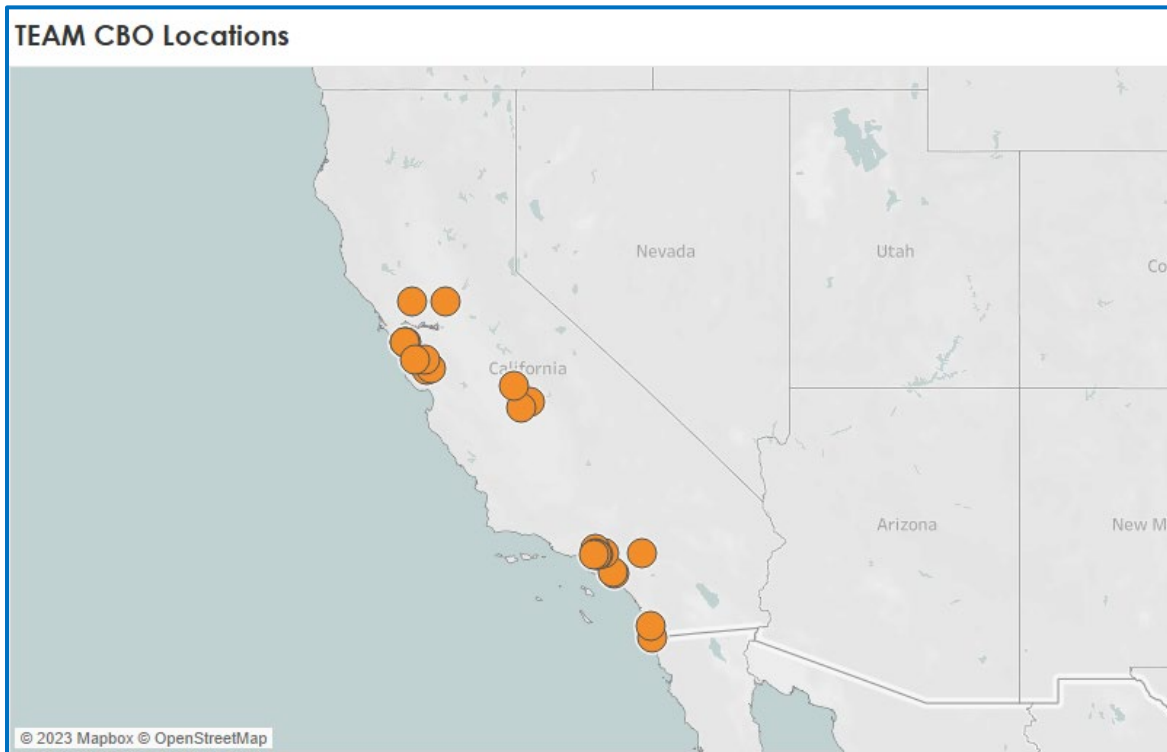 TEAM CBO Locations
Nevada
Utah
Co
California
Arizona
New M
© 2023 Mapbox © OpenStreetMap